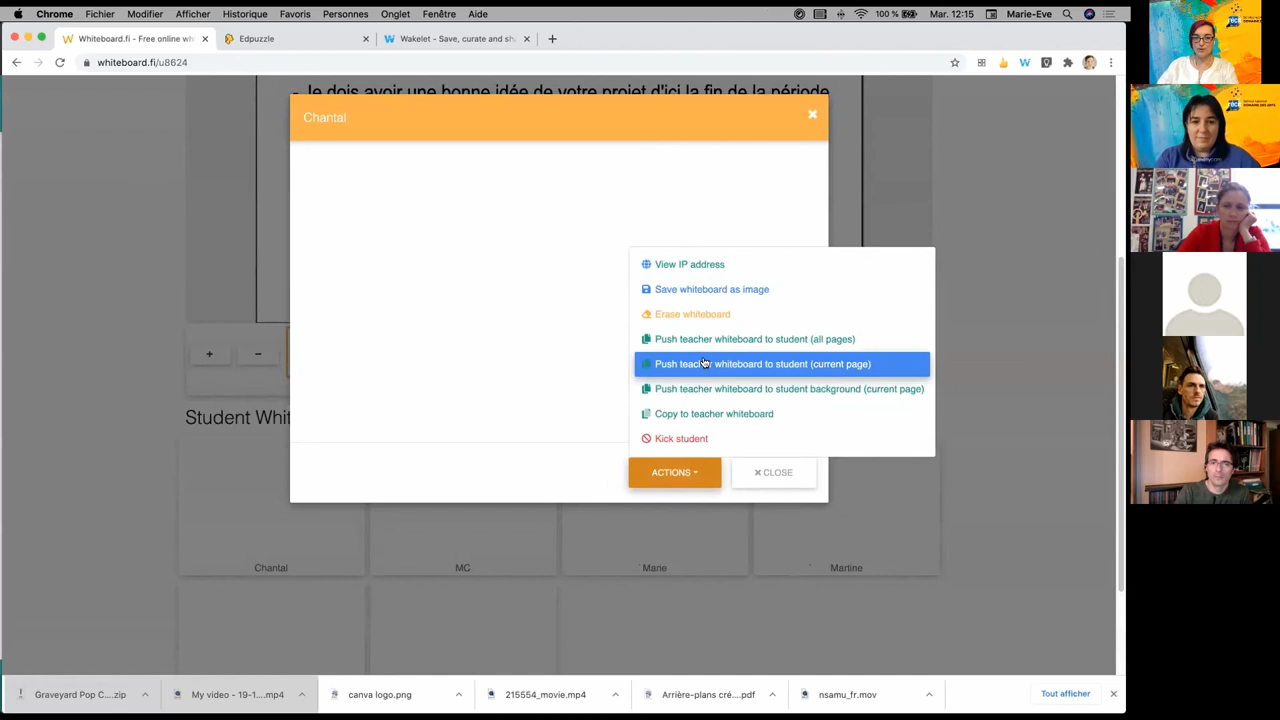 Chrome Fichier Modifier Afficher Historique Favoris Personnes Onglet Fenêtre Aide 100 % Mar. 12:15 Marie-Eve
Whiteboard.fi - Free online wh
Edpuzzle
Wakelet - Save, curate and sh
whiteboard.fi/u8624
- Je dois avoir une bonne idée de votre projet d'ici la fin de la période
Chantal
View IP address
Save whiteboard as image
Erase whiteboard
Push teacher whiteboard to student (all pages)
Push teacher whiteboard to student (current page)
Push teacher whiteboard to student background (current page)
Copy to teacher whiteboard
Kick student
Student Whi
ACTIONS
CLOSE
Chantal
MC
Marie
Martine
Graveyard Pop C....zip
My video - 19-1....mp4
canva logo.png
215554_movie.mp4
Arrière-plans cré....pdf
nsamu_fr.mov
Tout afficher